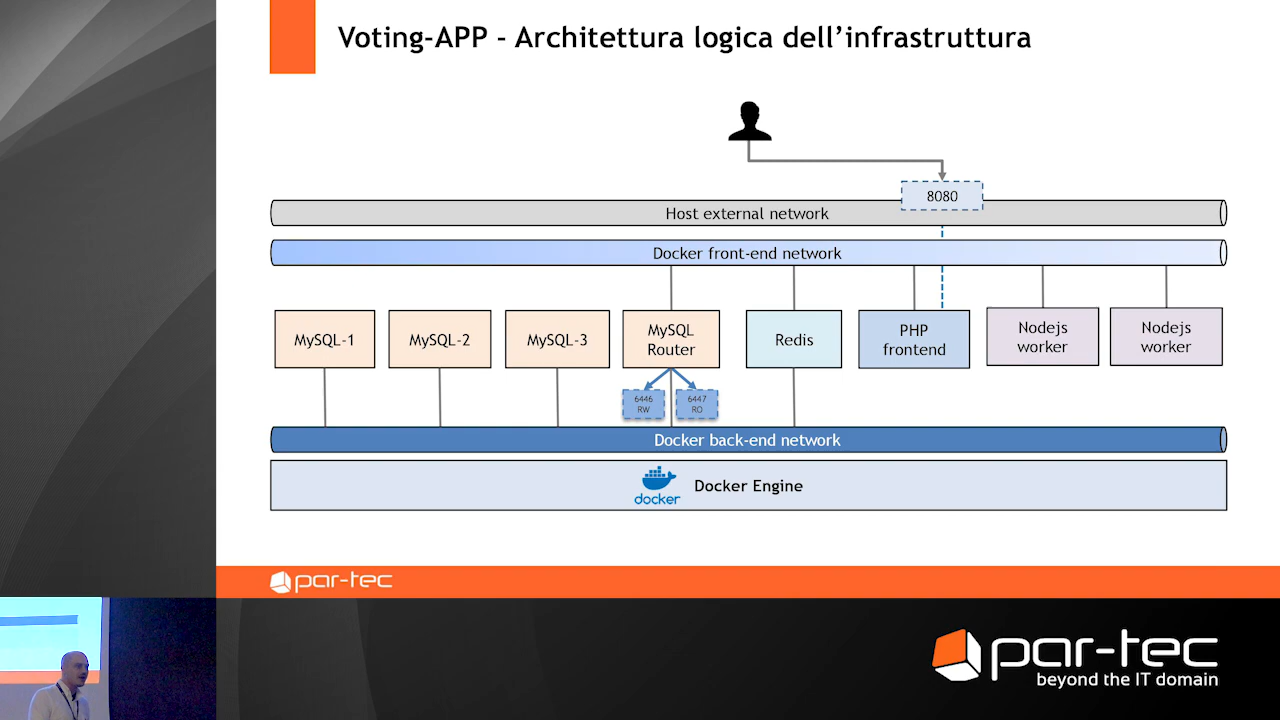 Voting-APP - Architettura logica dell'infrastruttura
8080
Host external network
Docker front-end network
MySQL-1
MySQL-2
MySQL-3
MySQL
Router
Redis
PHP
frontend
Nodejs
worker
Nodejs
worker
6446
RW
6447
RO
Docker back-end network
docker
Docker Engine
par-tec
par-tec
beyond the IT domain